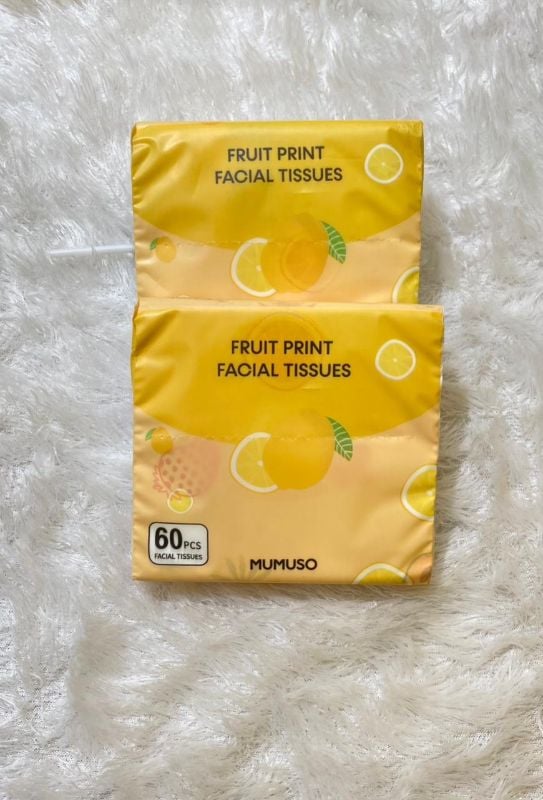 FRUIT PRINT
FACIAL TISSUES
FRUIT PRINT
FACIAL TISSUES
60PCS
FACIAL TISSUES
MUMUSO